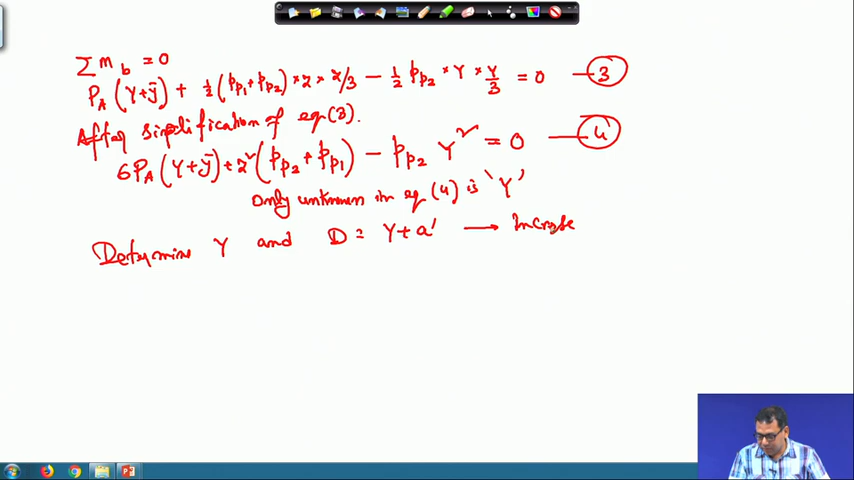 Σ m_b = 0
P_A (Y+ȳ) + ½ (p_p1 + p_p2) × z × z/3 − ½ p_p2 × Y × Y/3 = 0 — 3
After simplification of eq (3).
6P_A (Y+ȳ) + z² (p_p2 + p_p1) − p_p2 Y² = 0 — 4
Only unknown in eq (4) is 'Y'
Determine Y and D = Y + a' → Increase